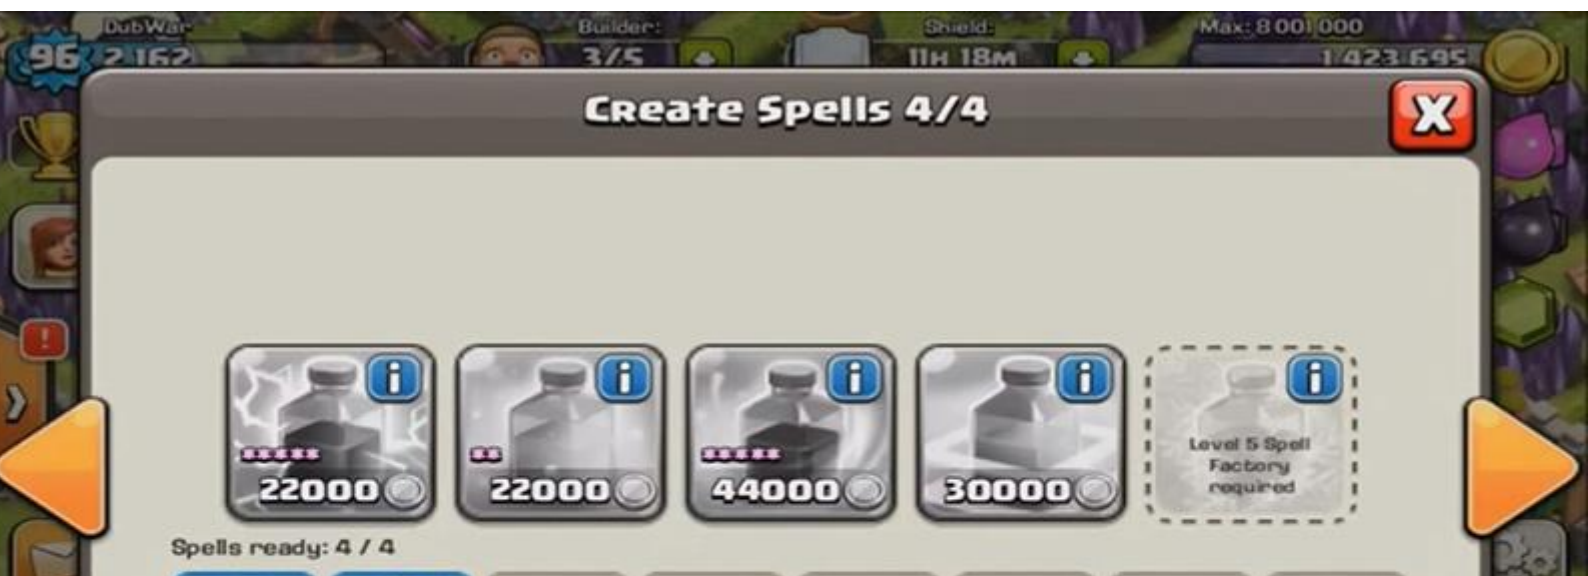 DubWar
Builder:
Shield:
Max: 8 001 000
96
2 162
3/5
11H 18M
1 423 695
Create Spells 4/4
X
!
i
i
i
i
i
22000
22000
44000
30000
Level 5 Spell
Factory
required
Spells ready: 4 / 4